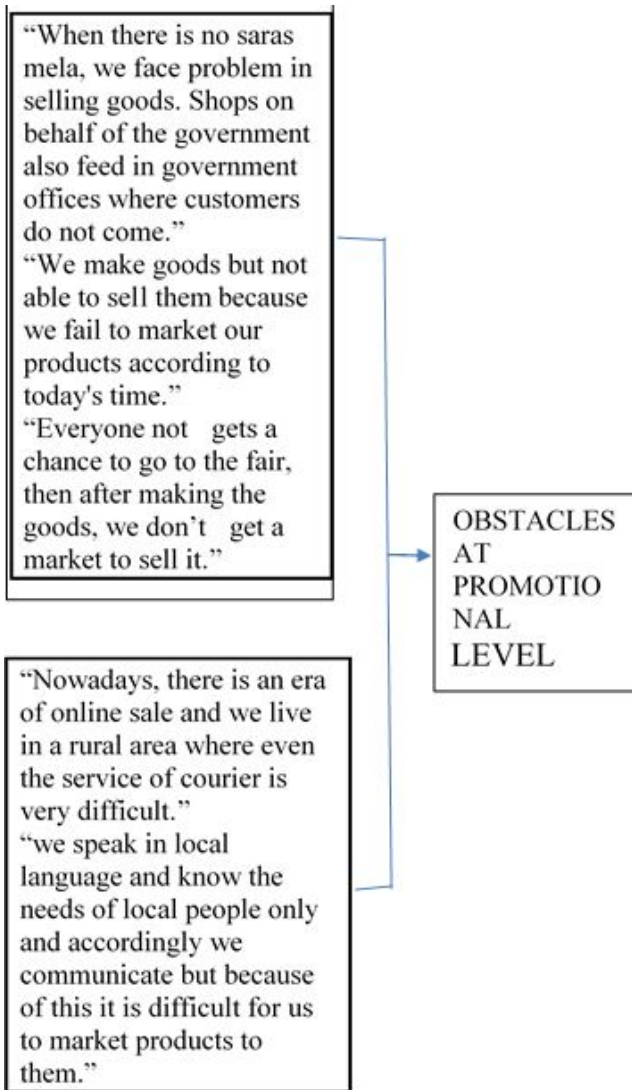 “When there is no saras
mela, we face problem in
selling goods. Shops on
behalf of the government
also feed in government
offices where customers
do not come.”
“We make goods but not
able to sell them because
we fail to market our
products according to
today's time.”
“Everyone not gets a
chance to go to the fair,
then after making the
goods, we don’t get a
market to sell it.”
“Nowadays, there is an era
of online sale and we live
in a rural area where even
the service of courier is
very difficult.”
“we speak in local
language and know the
needs of local people only
and accordingly we
communicate but because
of this it is difficult for us
to market products to
them.”
OBSTACLES
AT
PROMOTIO
NAL
LEVEL